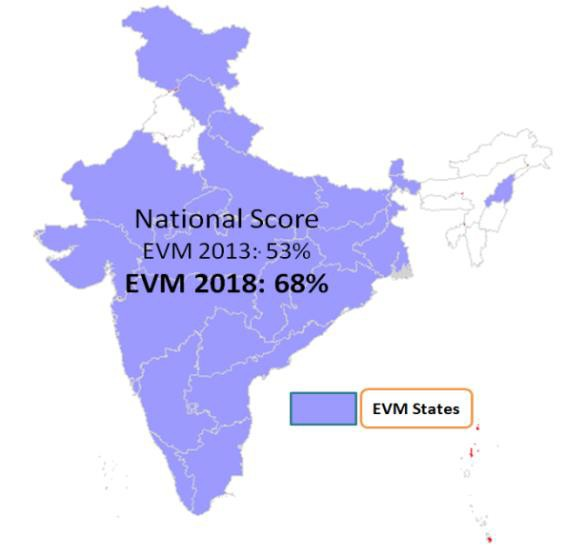 National Score
EVM 2013: 53%
EVM 2018: 68%
EVM States